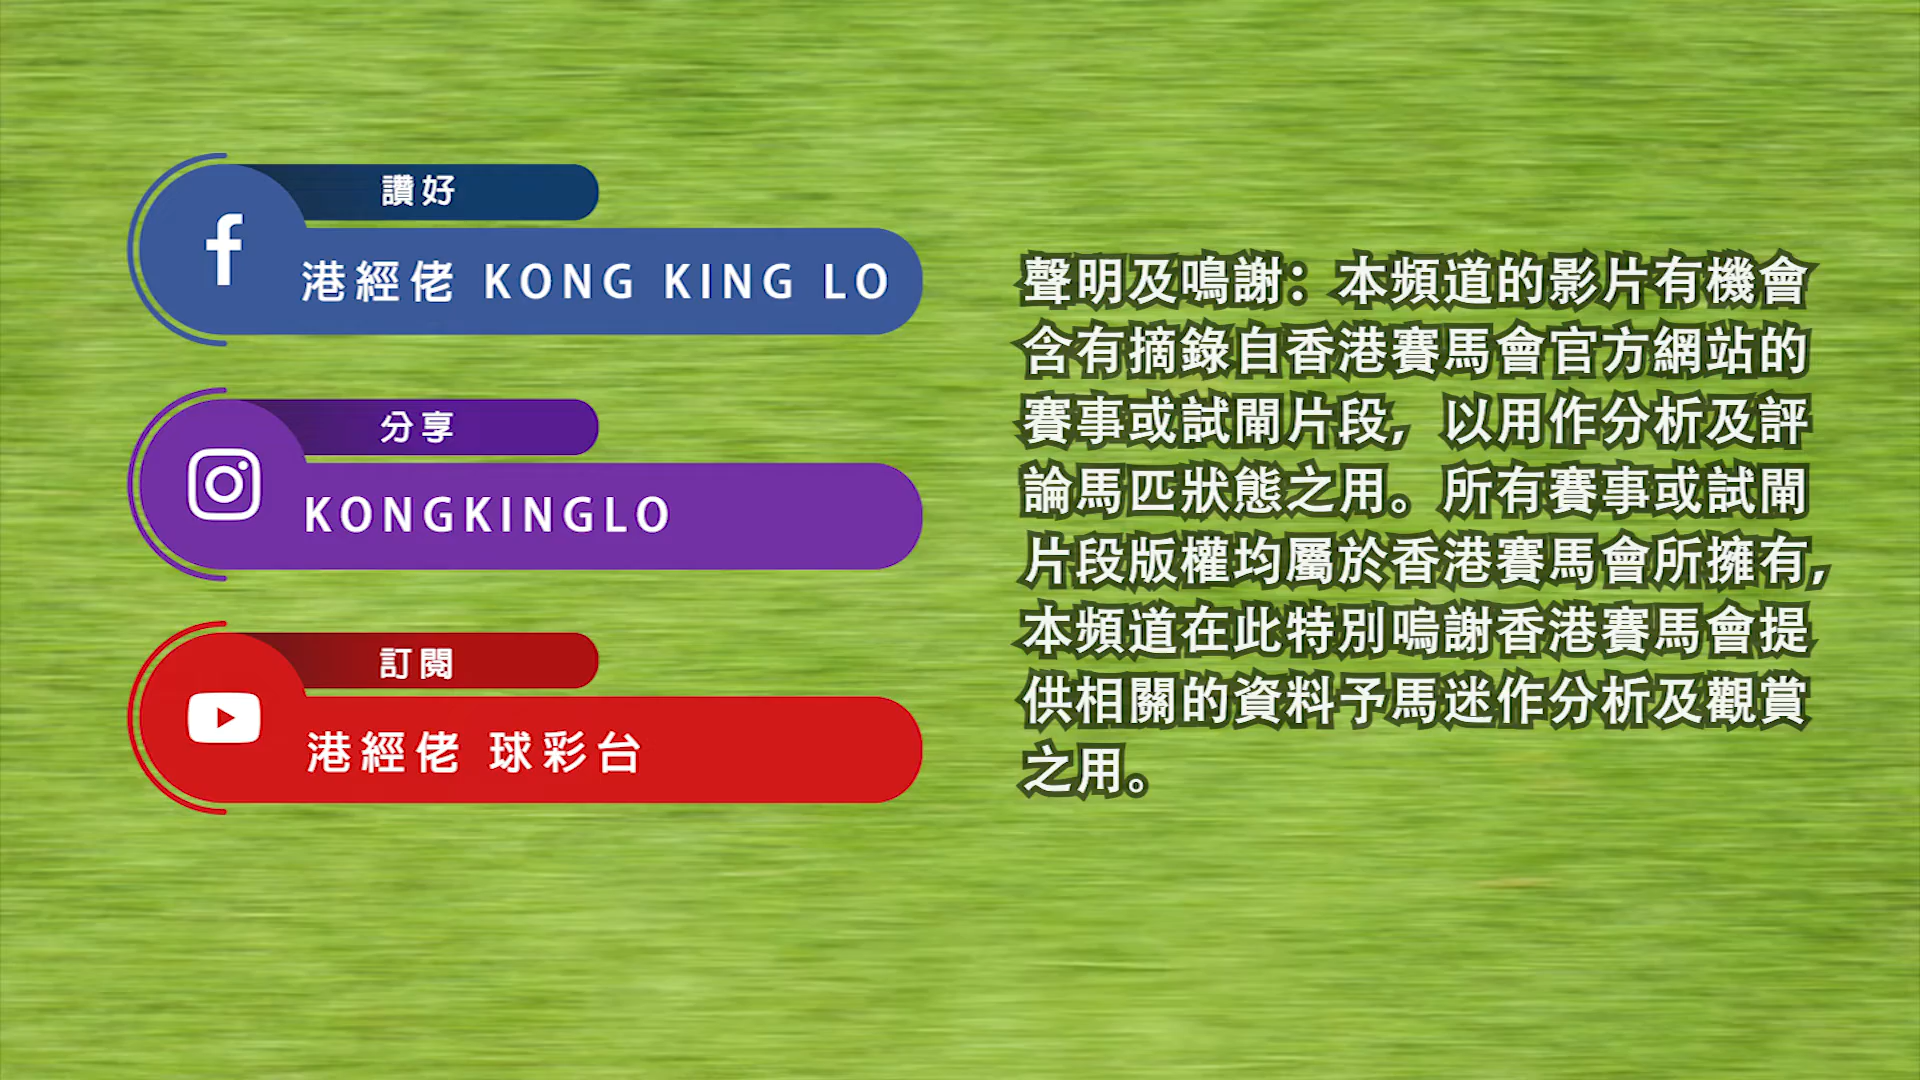 讚好
港經佬 KONG KING LO
分享
KONGKINGLO
訂閱
港經佬 球彩台
聲明及鳴謝：本頻道的影片有機會
含有摘錄自香港賽馬會官方網站的
賽事或試閘片段，以用作分析及評
論馬匹狀態之用。所有賽事或試閘
片段版權均屬於香港賽馬會所擁有，
本頻道在此特別嗚謝香港賽馬會提
供相關的資料予馬迷作分析及觀賞
之用。